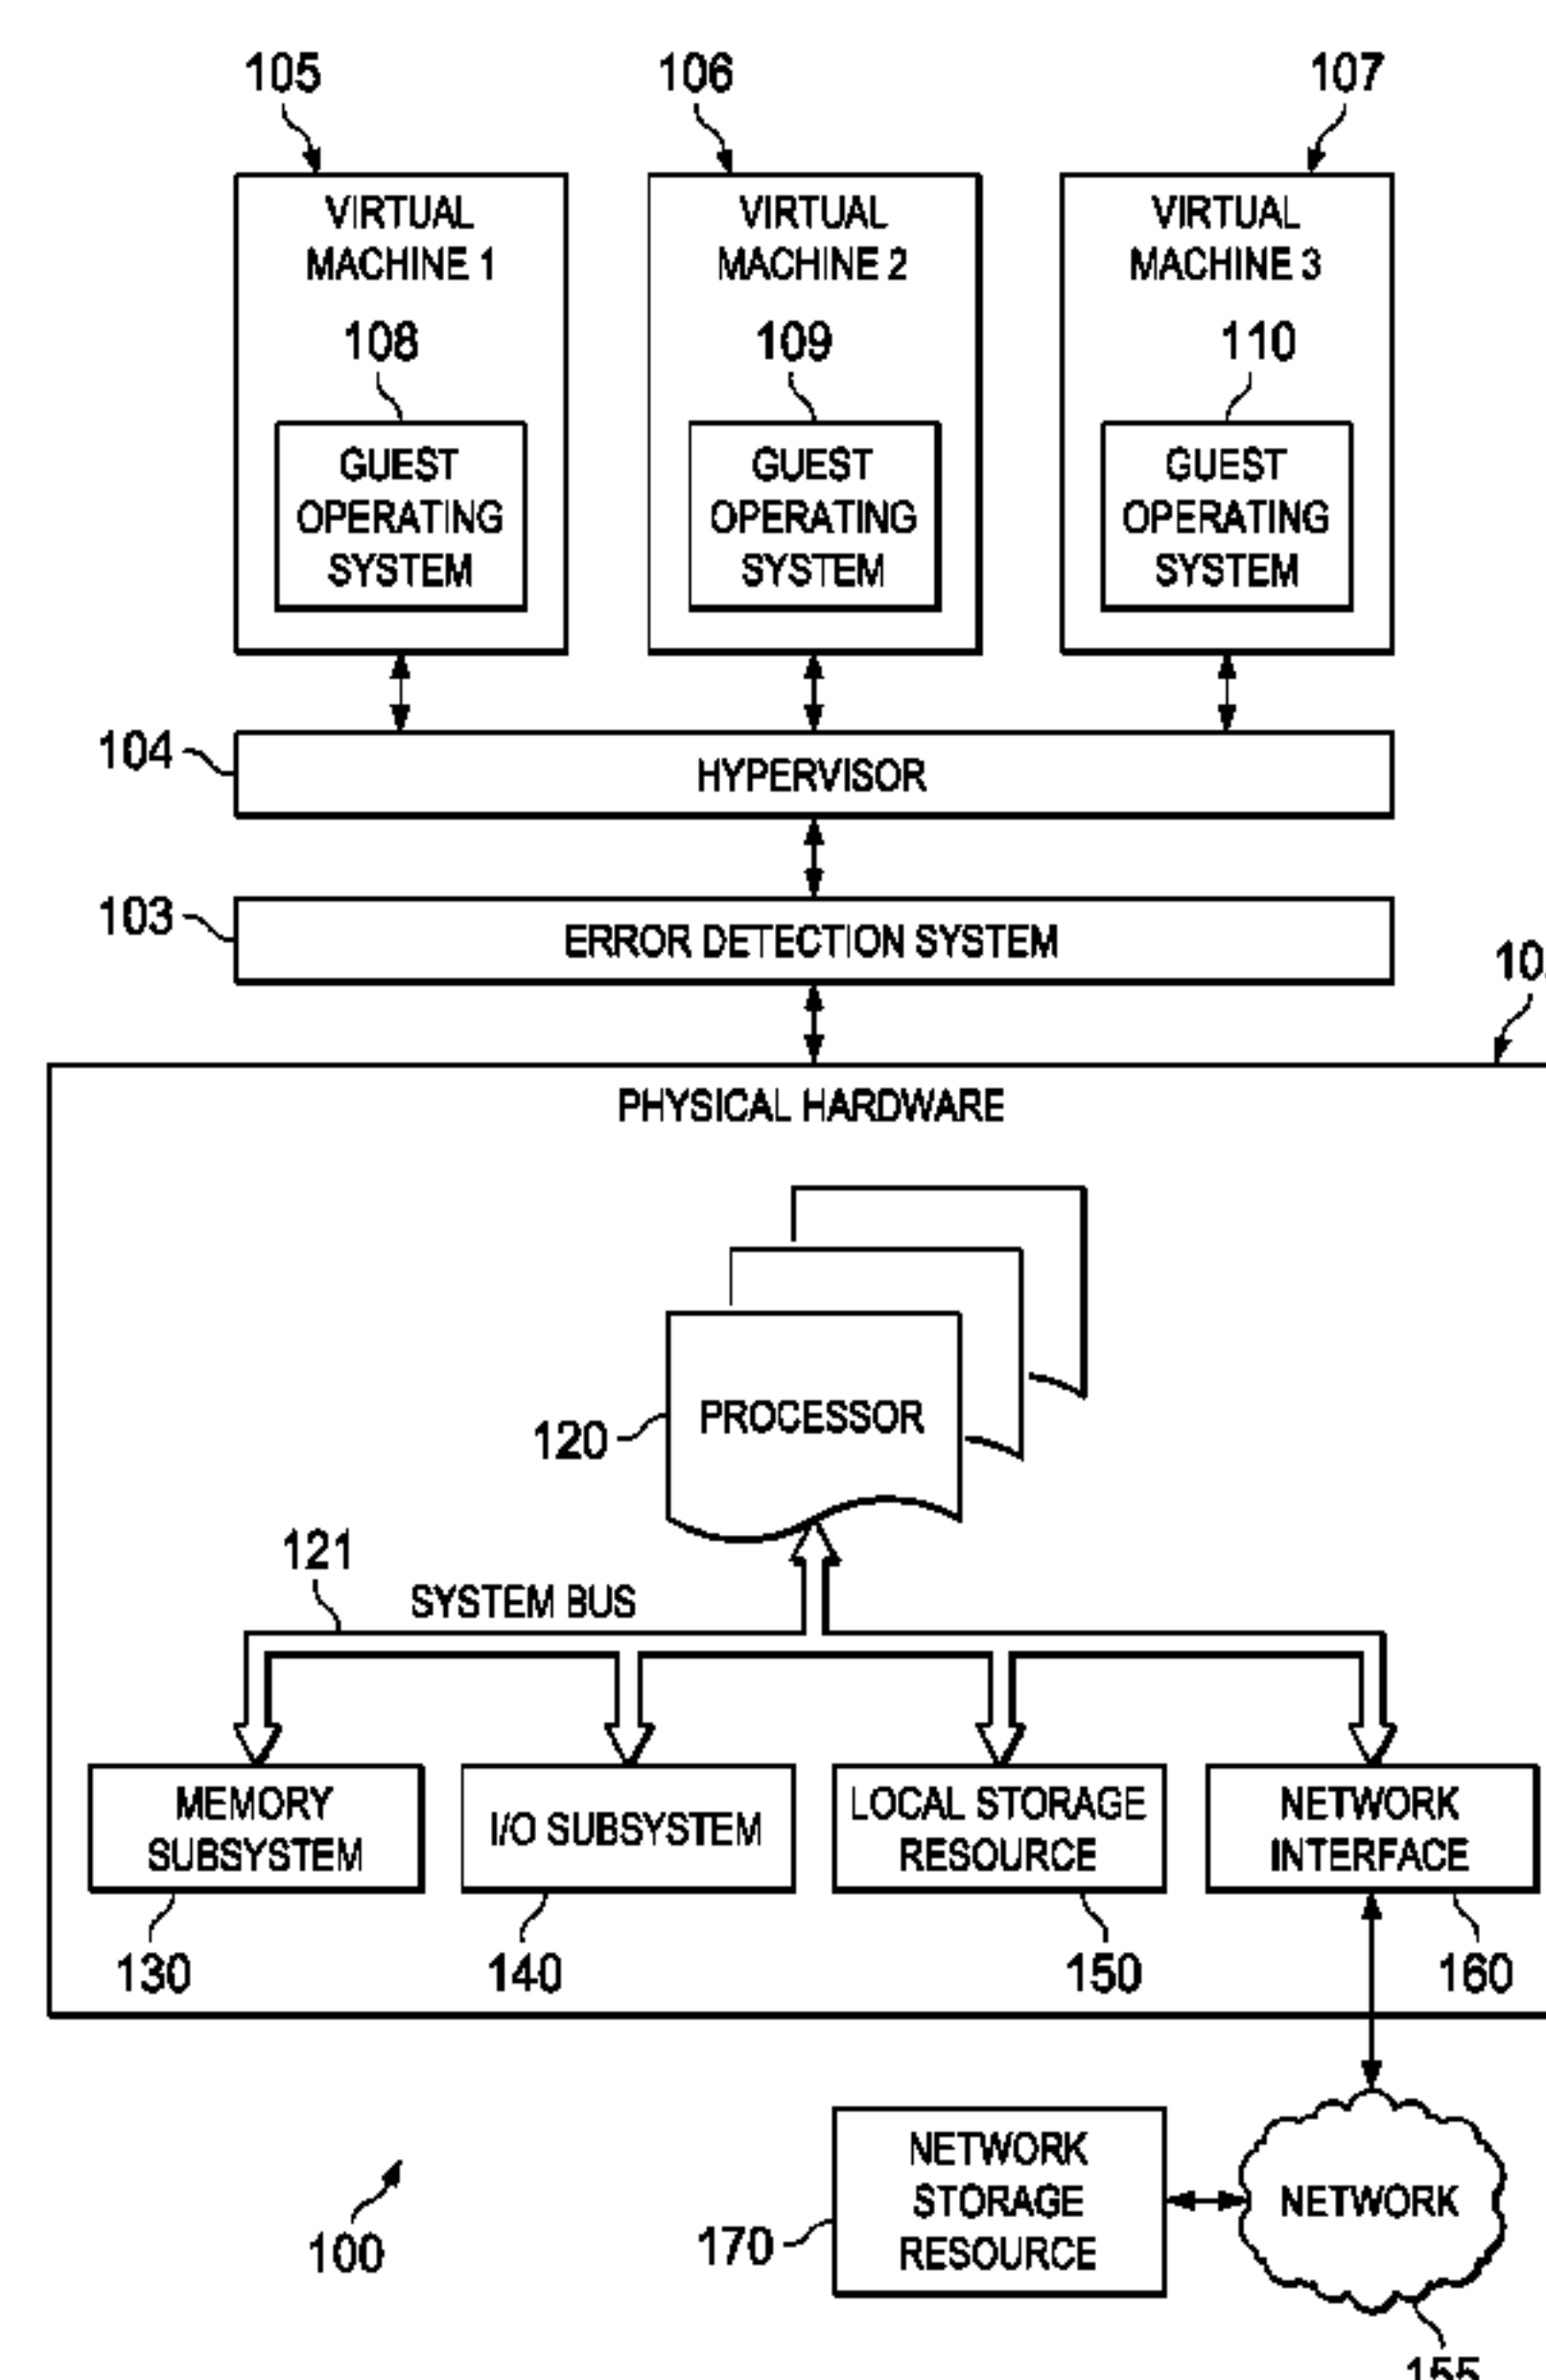 105
106
107
VIRTUAL
MACHINE 1
VIRTUAL
MACHINE 2
VIRTUAL
MACHINE 3
108
109
110
GUEST
OPERATING
SYSTEM
GUEST
OPERATING
SYSTEM
GUEST
OPERATING
SYSTEM
104
HYPERVISOR
103
ERROR DETECTION SYSTEM
PHYSICAL HARDWARE
120
PROCESSOR
121
SYSTEM BUS
MEMORY
SUBSYSTEM
I/O SUBSYSTEM
LOCAL STORAGE
RESOURCE
NETWORK
INTERFACE
130
140
150
160
100
170
NETWORK
STORAGE
RESOURCE
NETWORK
155